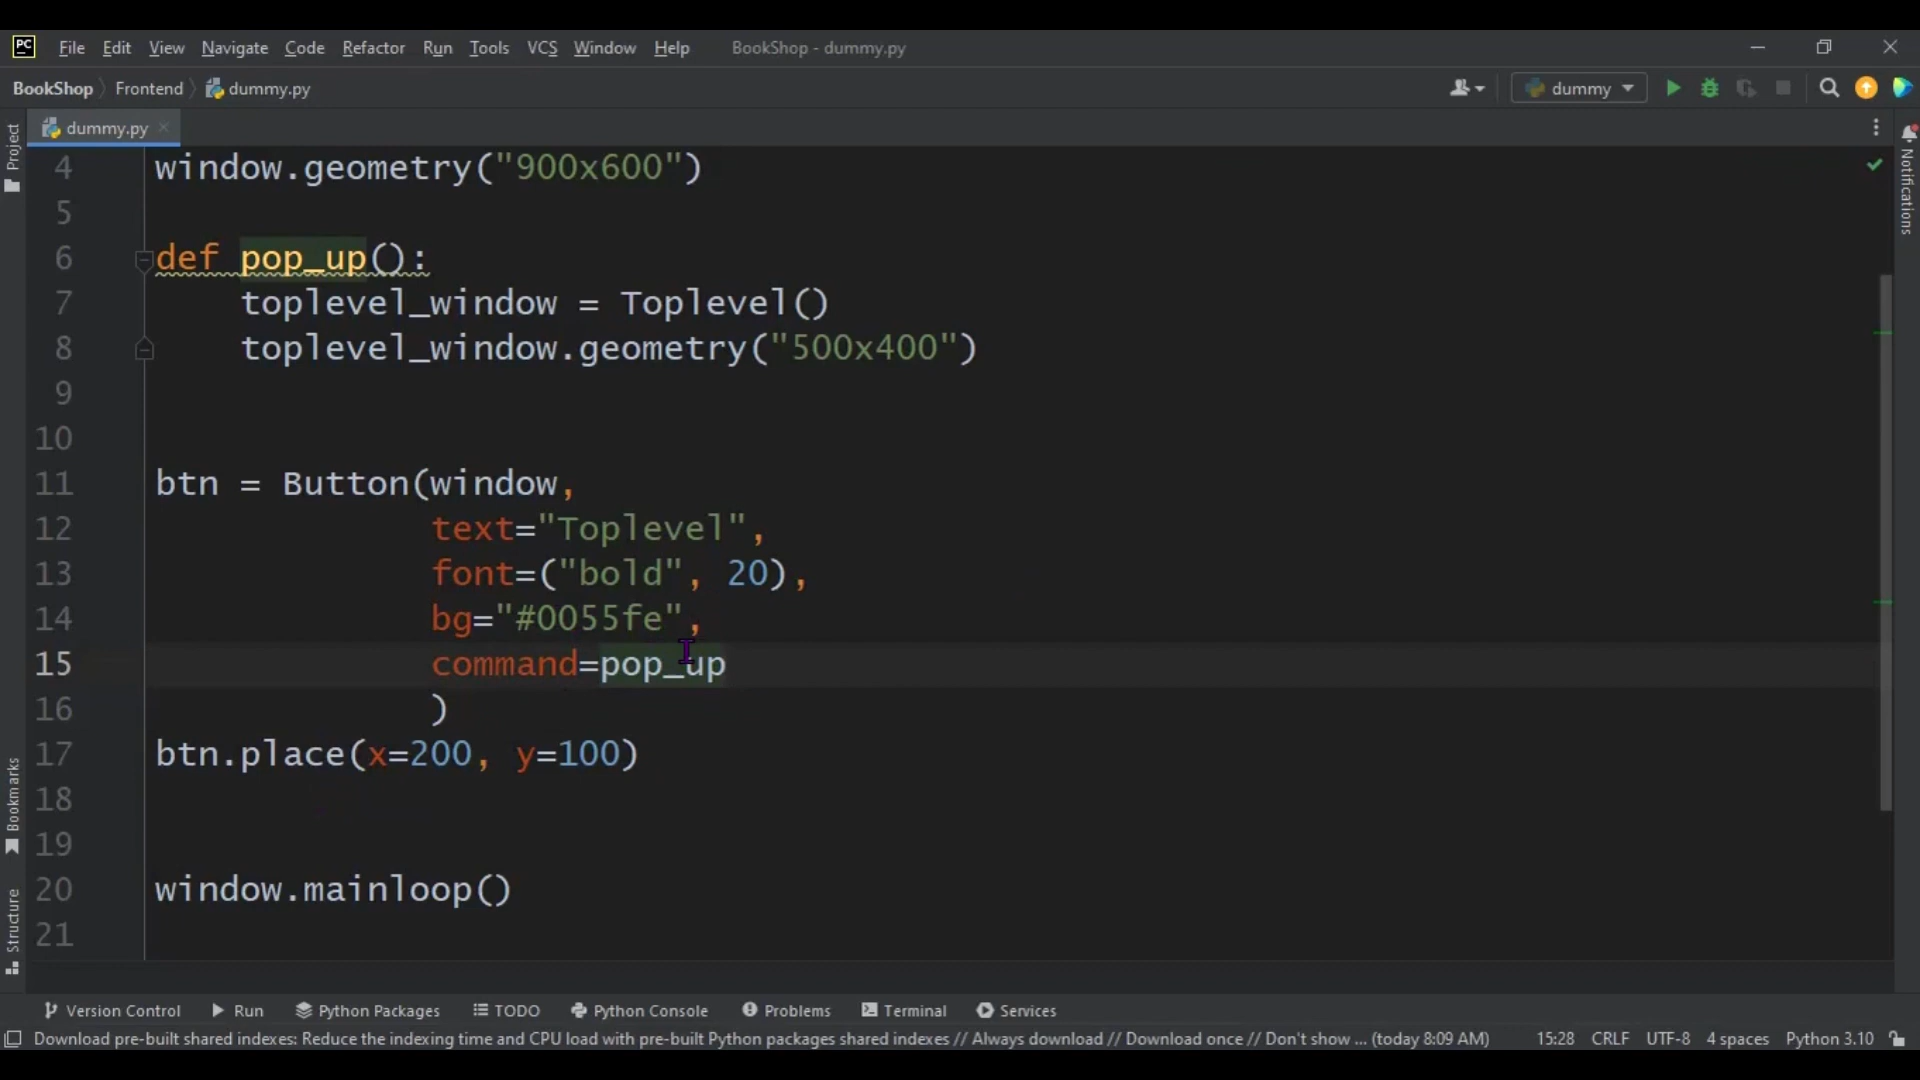 PC File Edit View Navigate Code Refactor Run Tools VCS Window Help BookShop - dummy.py
BookShop Frontend dummy.py dummy
dummy.py
Project
Notifications
4 window.geometry("900x600")
5
6 def pop_up():
7 toplevel_window = Toplevel()
8 toplevel_window.geometry("500x400")
9
10
11 btn = Button(window,
12 text="Toplevel",
13 font=("bold", 20),
14 bg="#0055fe",
15 command=pop_up
16 )
17 btn.place(x=200, y=100)
18
19
20 window.mainloop()
21
Bookmarks
Structure
Version Control Run Python Packages TODO Python Console Problems Terminal Services
Download pre-built shared indexes: Reduce the indexing time and CPU load with pre-built Python packages shared indexes // Always download // Download once // Don't show ... (today 8:09 AM) 15:28 CRLF UTF-8 4 spaces Python 3.10